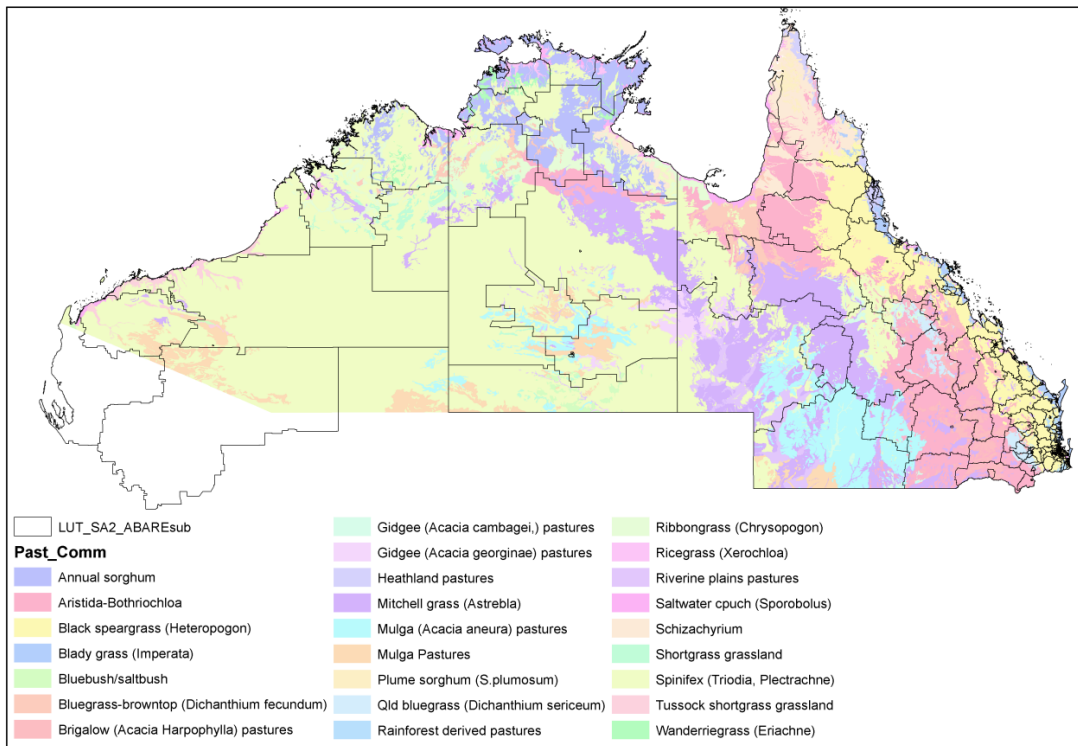 LUT_SA2_ABAREsub
Past_Comm
Annual sorghum
Aristida-Bothriochloa
Black speargrass (Heteropogon)
Blady grass (Imperata)
Bluebush/saltbush
Bluegrass-browntop (Dichanthium fecundum)
Brigalow (Acacia Harpophylla) pastures
Gidgee (Acacia cambagei,) pastures
Gidgee (Acacia georginae) pastures
Heathland pastures
Mitchell grass (Astrebla)
Mulga (Acacia aneura) pastures
Mulga Pastures
Plume sorghum (S.plumosum)
Qld bluegrass (Dichanthium sericeum)
Rainforest derived pastures
Ribbongrass (Chrysopogon)
Ricegrass (Xerochloa)
Riverine plains pastures
Saltwater cpuch (Sporobolus)
Schizachyrium
Shortgrass grassland
Spinifex (Triodia, Plectrachne)
Tussock shortgrass grassland
Wanderriegrass (Eriachne)